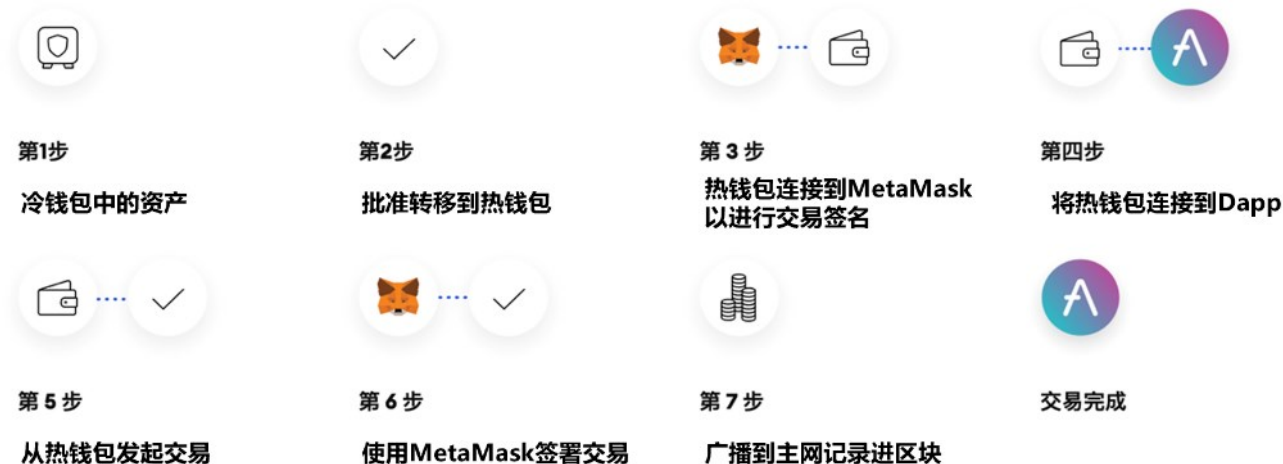 第1步
冷钱包中的资产
第2步
批准转移到热钱包
第 3 步
热钱包连接到MetaMask
以进行交易签名
第四步
将热钱包连接到Dapp
第 5 步
从热钱包发起交易
第 6 步
使用MetaMask签署交易
第 7 步
广播到主网记录进区块
交易完成